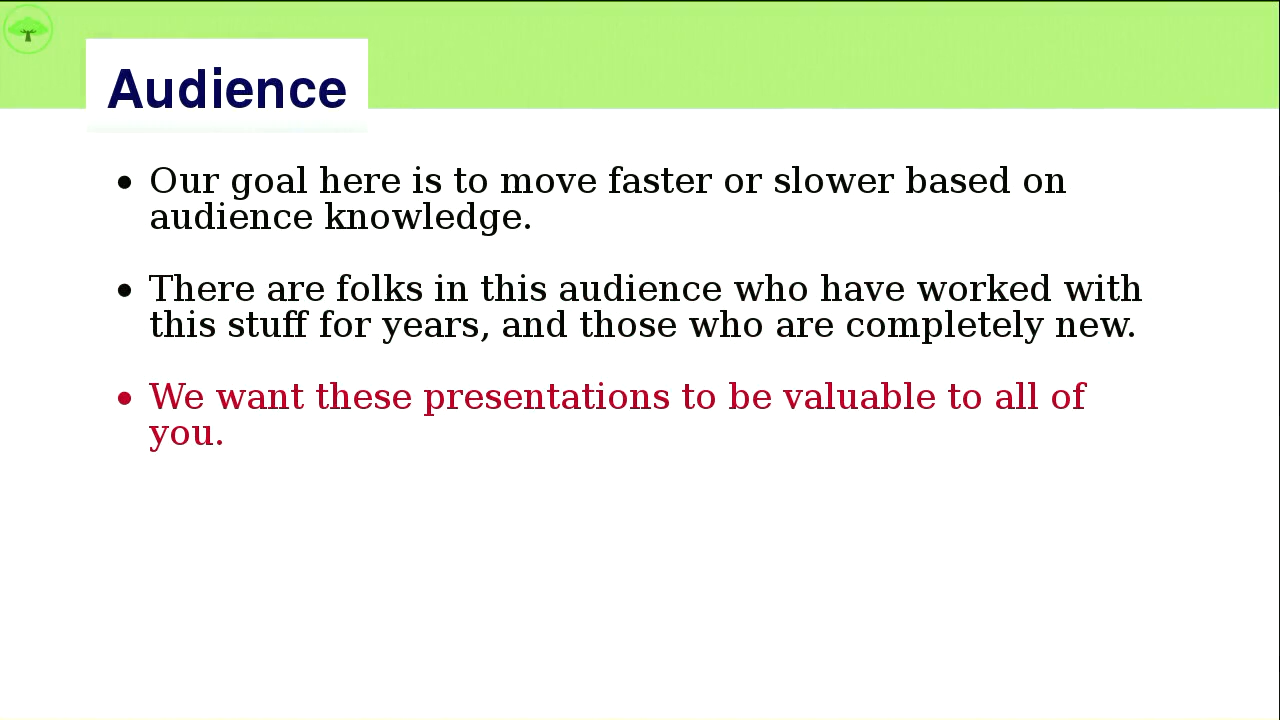 Audience
• Our goal here is to move faster or slower based on
audience knowledge.
• There are folks in this audience who have worked with
this stuff for years, and those who are completely new.
• We want these presentations to be valuable to all of
you.